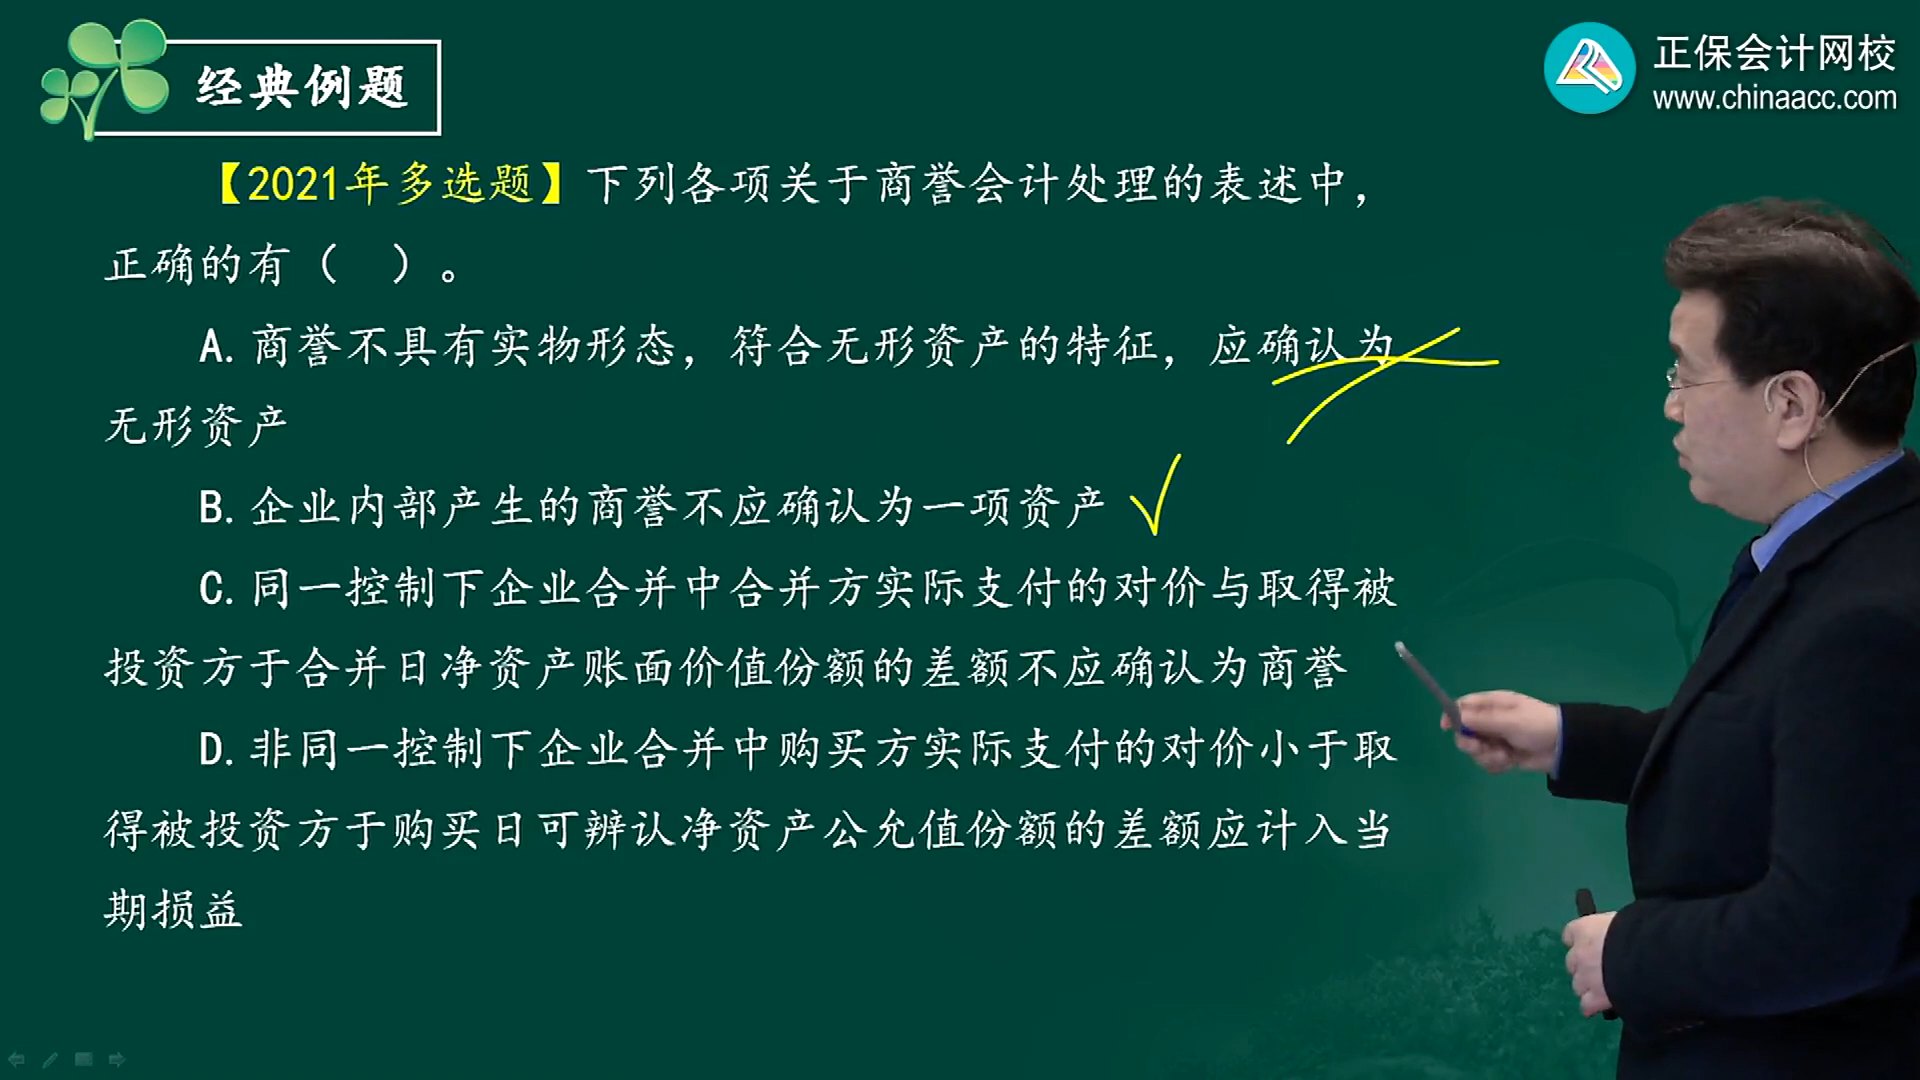 经典例题
正保会计网校
www.chinaacc.com
【2021年多选题】下列各项关于商誉会计处理的表述中，
正确的有（　）。
A.商誉不具有实物形态，符合无形资产的特征，应确认为
无形资产
B.企业内部产生的商誉不应确认为一项资产
C.同一控制下企业合并中合并方实际支付的对价与取得被
投资方于合并日净资产账面价值份额的差额不应确认为商誉
D.非同一控制下企业合并中购买方实际支付的对价小于取
得被投资方于购买日可辨认净资产公允值份额的差额应计入当
期损益